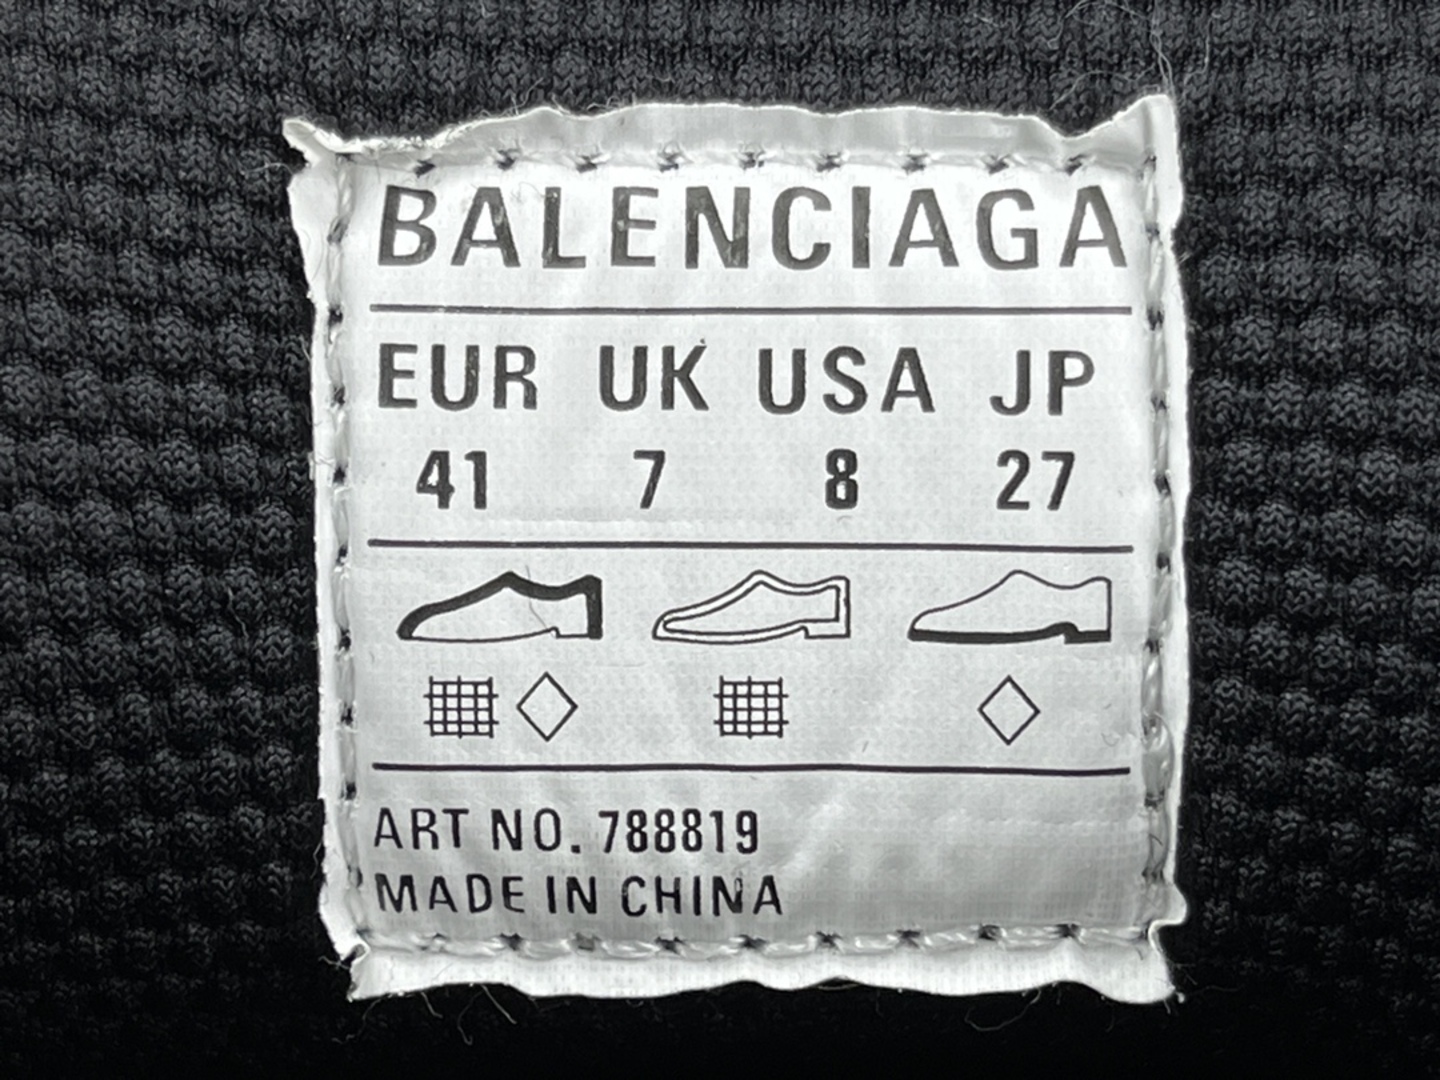 BALENCIAGA
EUR UK USA JP
41 7 8 27
ART NO. 788819
MADE IN CHINA